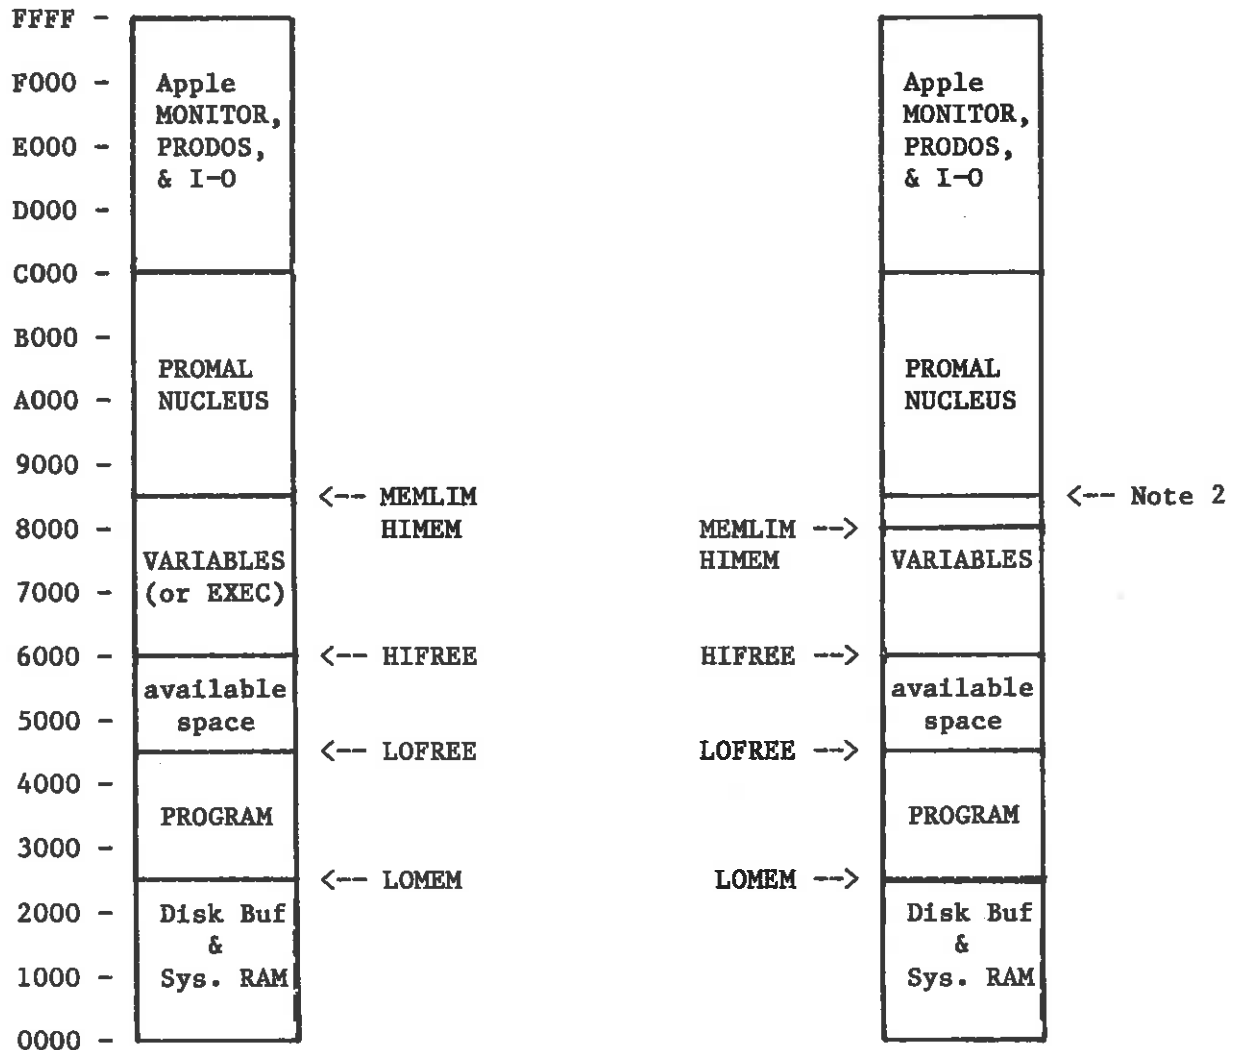 FFFF -
F000 - Apple Apple
MONITOR, MONITOR,
E000 - PRODOS, PRODOS,
& I-O & I-O
D000 -
C000 -
B000 -
PROMAL PROMAL
A000 - NUCLEUS NUCLEUS
9000 -
<-- MEMLIM <-- Note 2
8000 - HIMEM MEMLIM -->
VARIABLES HIMEM VARIABLES
7000 - (or EXEC)
6000 - <-- HIFREE HIFREE -->
available available
5000 - space space
<-- LOFREE LOFREE -->
4000 -
PROGRAM PROGRAM
3000 -
<-- LOMEM LOMEM -->
2000 - Disk Buf Disk Buf
& &
1000 - Sys. RAM Sys. RAM
0000 -